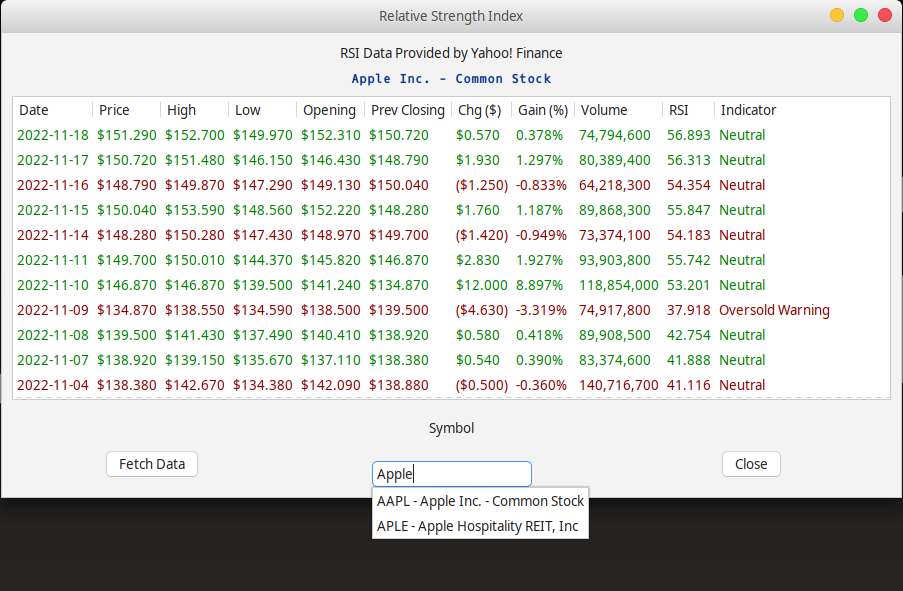 Relative Strength Index
RSI Data Provided by Yahoo! Finance
Apple Inc. - Common Stock
Date Price High Low Opening Prev Closing Chg ($) Gain (%) Volume RSI Indicator
2022-11-18 $151.290 $152.700 $149.970 $152.310 $150.720 $0.570 0.378% 74,794,600 56.893 Neutral
2022-11-17 $150.720 $151.480 $146.150 $146.430 $148.790 $1.930 1.297% 80,389,400 56.313 Neutral
2022-11-16 $148.790 $149.870 $147.290 $149.130 $150.040 ($1.250) -0.833% 64,218,300 54.354 Neutral
2022-11-15 $150.040 $153.590 $148.560 $152.220 $148.280 $1.760 1.187% 89,868,300 55.847 Neutral
2022-11-14 $148.280 $150.280 $147.430 $148.970 $149.700 ($1.420) -0.949% 73,374,100 54.183 Neutral
2022-11-11 $149.700 $150.010 $144.370 $145.820 $146.870 $2.830 1.927% 93,903,800 55.742 Neutral
2022-11-10 $146.870 $146.870 $139.500 $141.240 $134.870 $12.000 8.897% 118,854,000 53.201 Neutral
2022-11-09 $134.870 $138.550 $134.590 $138.500 $139.500 ($4.630) -3.319% 74,917,800 37.918 Oversold Warning
2022-11-08 $139.500 $141.430 $137.490 $140.410 $138.920 $0.580 0.418% 89,908,500 42.754 Neutral
2022-11-07 $138.920 $139.150 $135.670 $137.110 $138.380 $0.540 0.390% 83,374,600 41.888 Neutral
2022-11-04 $138.380 $142.670 $134.380 $142.090 $138.880 ($0.500) -0.360% 140,716,700 41.116 Neutral
Symbol
Fetch Data Apple Close
AAPL - Apple Inc. - Common Stock
APLE - Apple Hospitality REIT, Inc